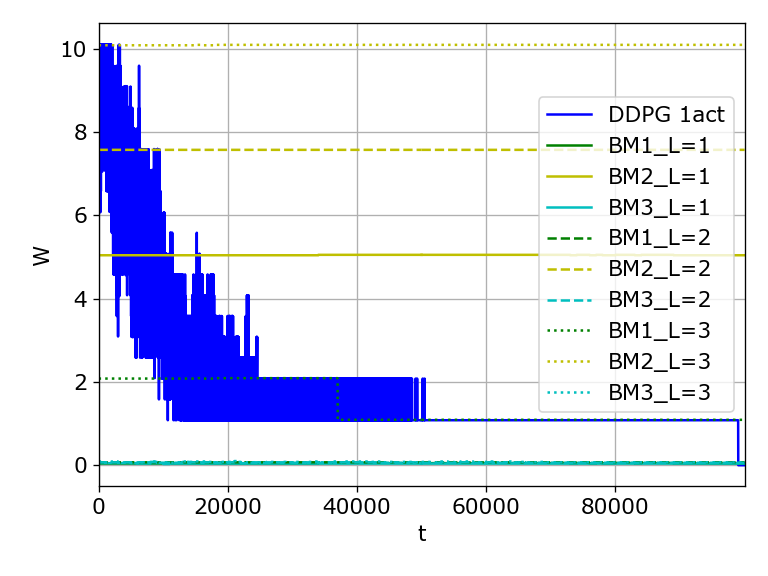 10
8
6
4
2
0
W
0
20000
40000
60000
80000
t
DDPG 1act
BM1_L=1
BM2_L=1
BM3_L=1
BM1_L=2
BM2_L=2
BM3_L=2
BM1_L=3
BM2_L=3
BM3_L=3